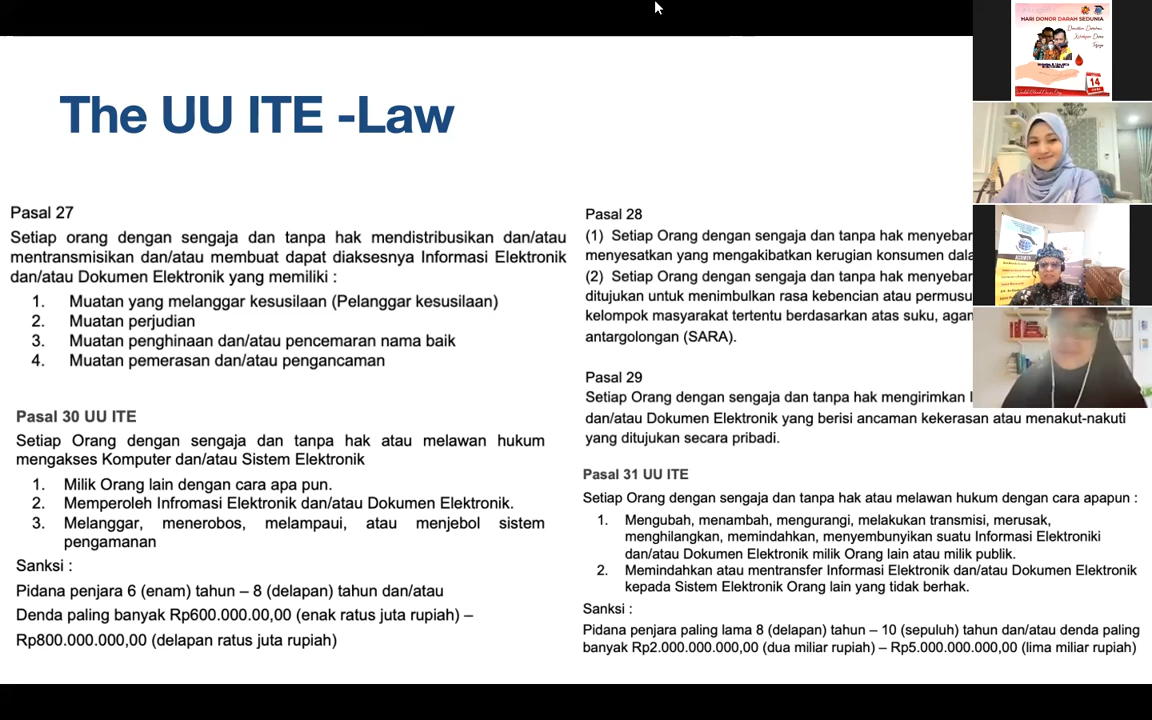 The UU ITE -Law
Pasal 27
Setiap orang dengan sengaja dan tanpa hak mendistribusikan dan/atau
mentransmisikan dan/atau membuat dapat diaksesnya Informasi Elektronik
dan/atau Dokumen Elektronik yang memiliki :
1. Muatan yang melanggar kesusilaan (Pelanggar kesusilaan)
2. Muatan perjudian
3. Muatan penghinaan dan/atau pencemaran nama baik
4. Muatan pemerasan dan/atau pengancaman
Pasal 30 UU ITE
Setiap Orang dengan sengaja dan tanpa hak atau melawan hukum
mengakses Komputer dan/atau Sistem Elektronik
1. Milik Orang lain dengan cara apa pun.
2. Memperoleh Infromasi Elektronik dan/atau Dokumen Elektronik.
3. Melanggar, menerobos, melampaui, atau menjebol sistem
pengamanan
Sanksi :
Pidana penjara 6 (enam) tahun – 8 (delapan) tahun dan/atau
Denda paling banyak Rp600.000.00,00 (enak ratus juta rupiah) –
Rp800.000.000,00 (delapan ratus juta rupiah)
Pasal 28
(1) Setiap Orang dengan sengaja dan tanpa hak
menyesatkan yang mengakibatkan kerugian konsumen
(2) Setiap Orang dengan sengaja dan tanpa hak
ditujukan untuk menimbulkan rasa kebencian atau
kelompok masyarakat tertentu berdasarkan atas suku,
antargolongan (SARA).
Pasal 29
Setiap Orang dengan sengaja dan tanpa hak mengirimkan
dan/atau Dokumen Elektronik yang berisi ancaman kekerasan atau menakut-nakuti
yang ditujukan secara pribadi.
Pasal 31 UU ITE
Setiap Orang dengan sengaja dan tanpa hak atau melawan hukum dengan cara apapun :
1. Mengubah, menambah, mengurangi, melakukan transmisi, merusak,
menghilangkan, memindahkan, menyembunyikan suatu Informasi Elektroniki
dan/atau Dokumen Elektronik milik Orang lain atau milik publik.
2. Memindahkan atau mentransfer Informasi Elektronik dan/atau Dokumen Elektronik
kepada Sistem Elektronik Orang lain yang tidak berhak.
Sanksi :
Pidana penjara paling lama 8 (delapan) tahun – 10 (sepuluh) tahun dan/atau denda paling
banyak Rp2.000.000.000,00 (dua miliar rupiah) – Rp5.000.000.000,00 (lima miliar rupiah)
HARI DONOR DARAH SEDUNIA
14